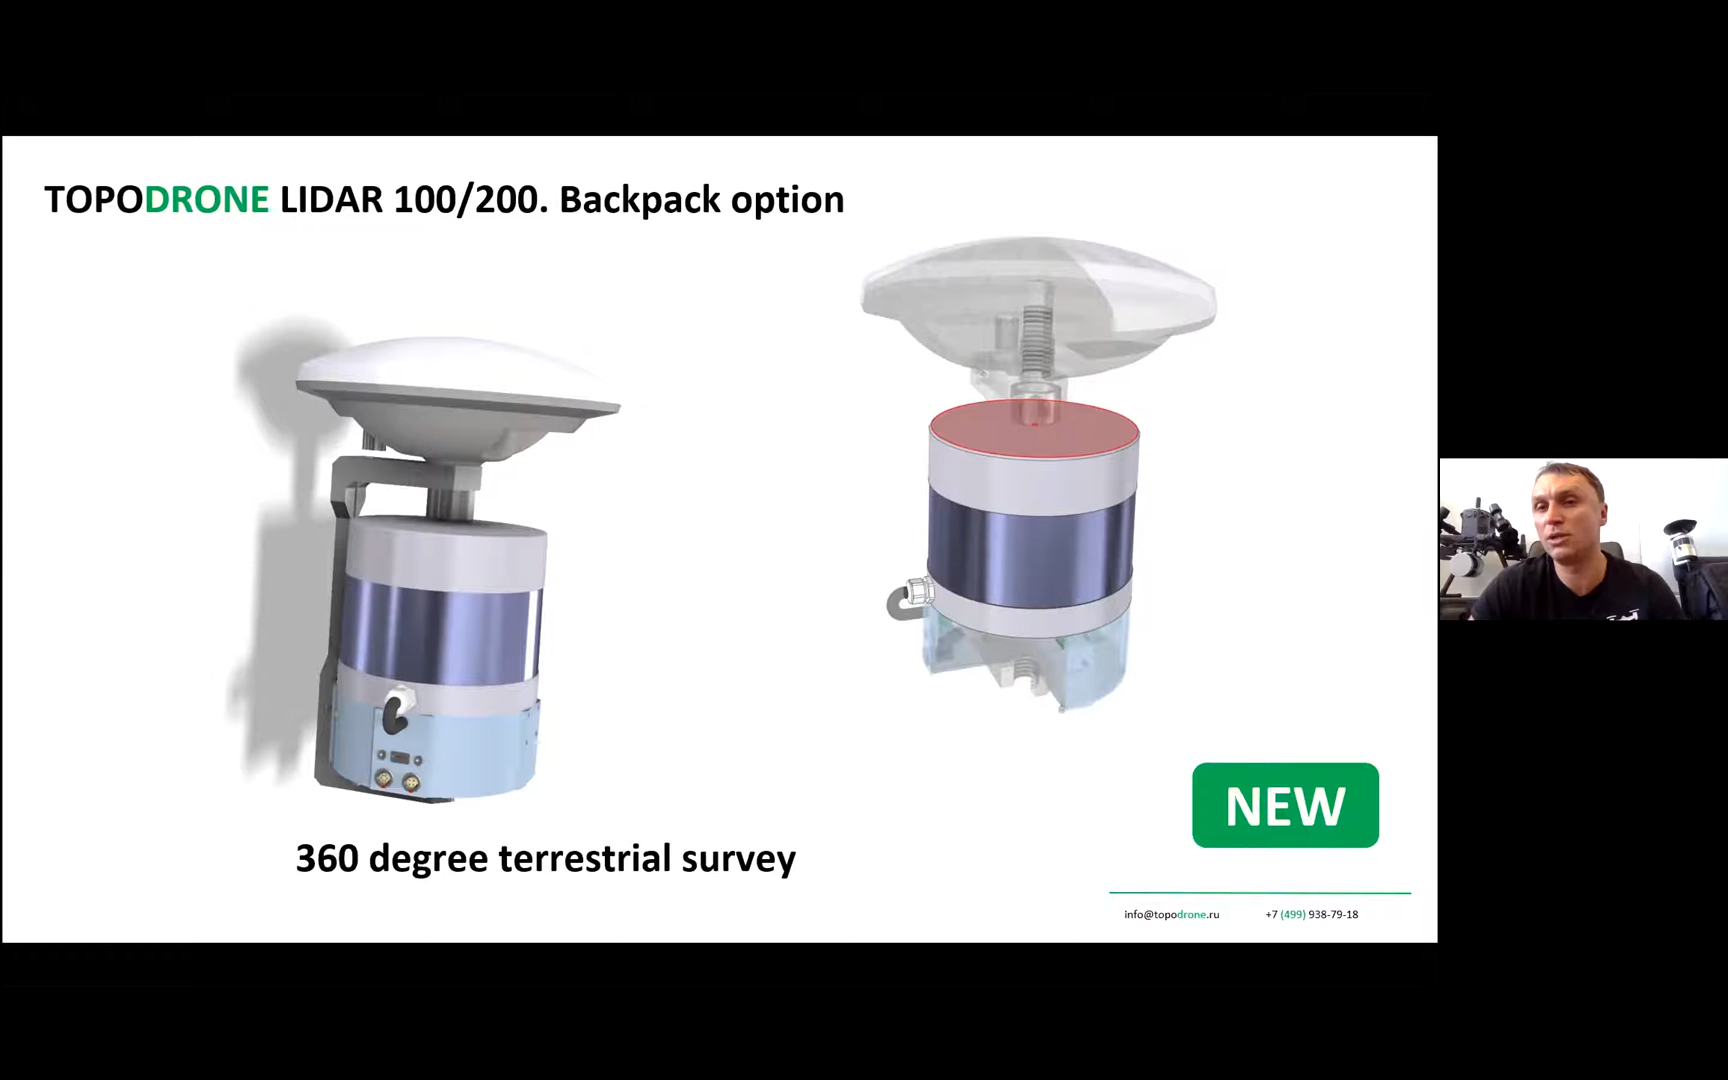 TOPODRONE LIDAR 100/200. Backpack option
360 degree terrestrial survey
NEW
info@topodrone.ru +7 (499) 938-79-18